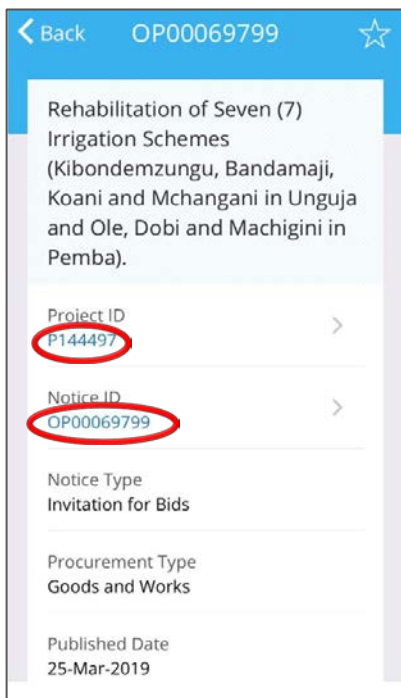 Back OP00069799
Rehabilitation of Seven (7)
Irrigation Schemes
(Kibondemzungu, Bandamaji,
Koani and Mchangani in Unguja
and Ole, Dobi and Machigini in
Pemba).
Project ID
P144497
Notice ID
OP00069799
Notice Type
Invitation for Bids
Procurement Type
Goods and Works
Published Date
25-Mar-2019